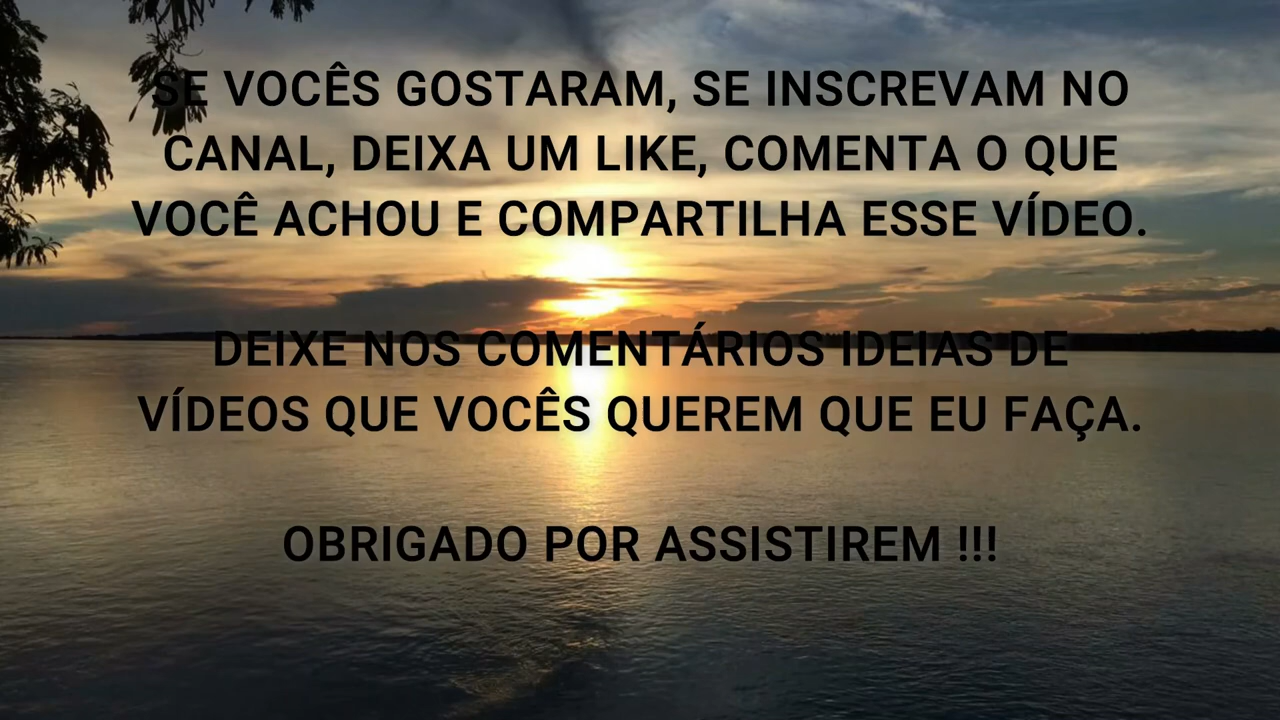 SE VOCÊS GOSTARAM, SE INSCREVAM NO
CANAL, DEIXA UM LIKE, COMENTA O QUE
VOCÊ ACHOU E COMPARTILHA ESSE VÍDEO.
DEIXE NOS COMENTÁRIOS IDEIAS DE
VÍDEOS QUE VOCÊS QUEREM QUE EU FAÇA.
OBRIGADO POR ASSISTIREM !!!